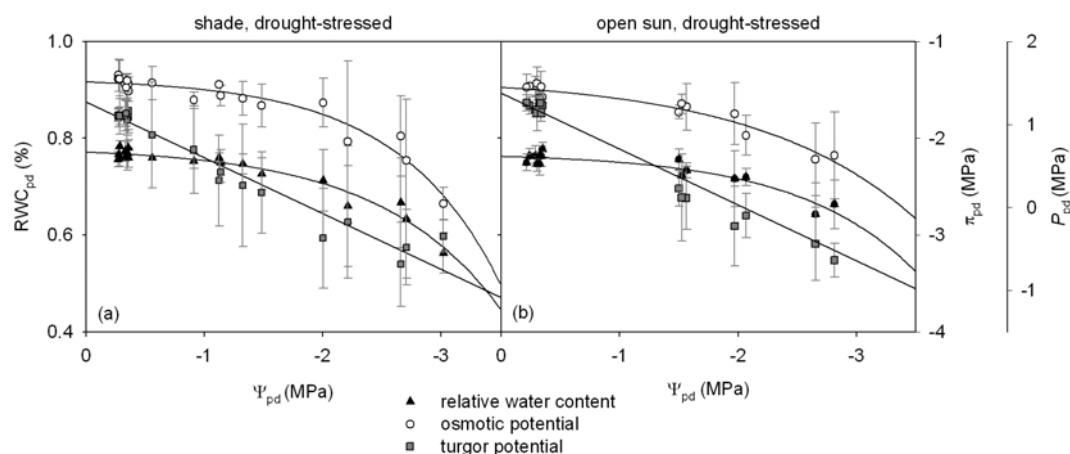 shade, drought-stressed
open sun, drought-stressed
1.0
0.9
0.8
0.6
0.4
RWCpd (%)
(a)
0
-1
-2
-3
0
-1
-2
-3
Ψpd (MPa)
(b)
Ψpd (MPa)
-1
-2
-3
-4
πpd (MPa)
2
1
0
-1
Ppd (MPa)
relative water content
osmotic potential
turgor potential